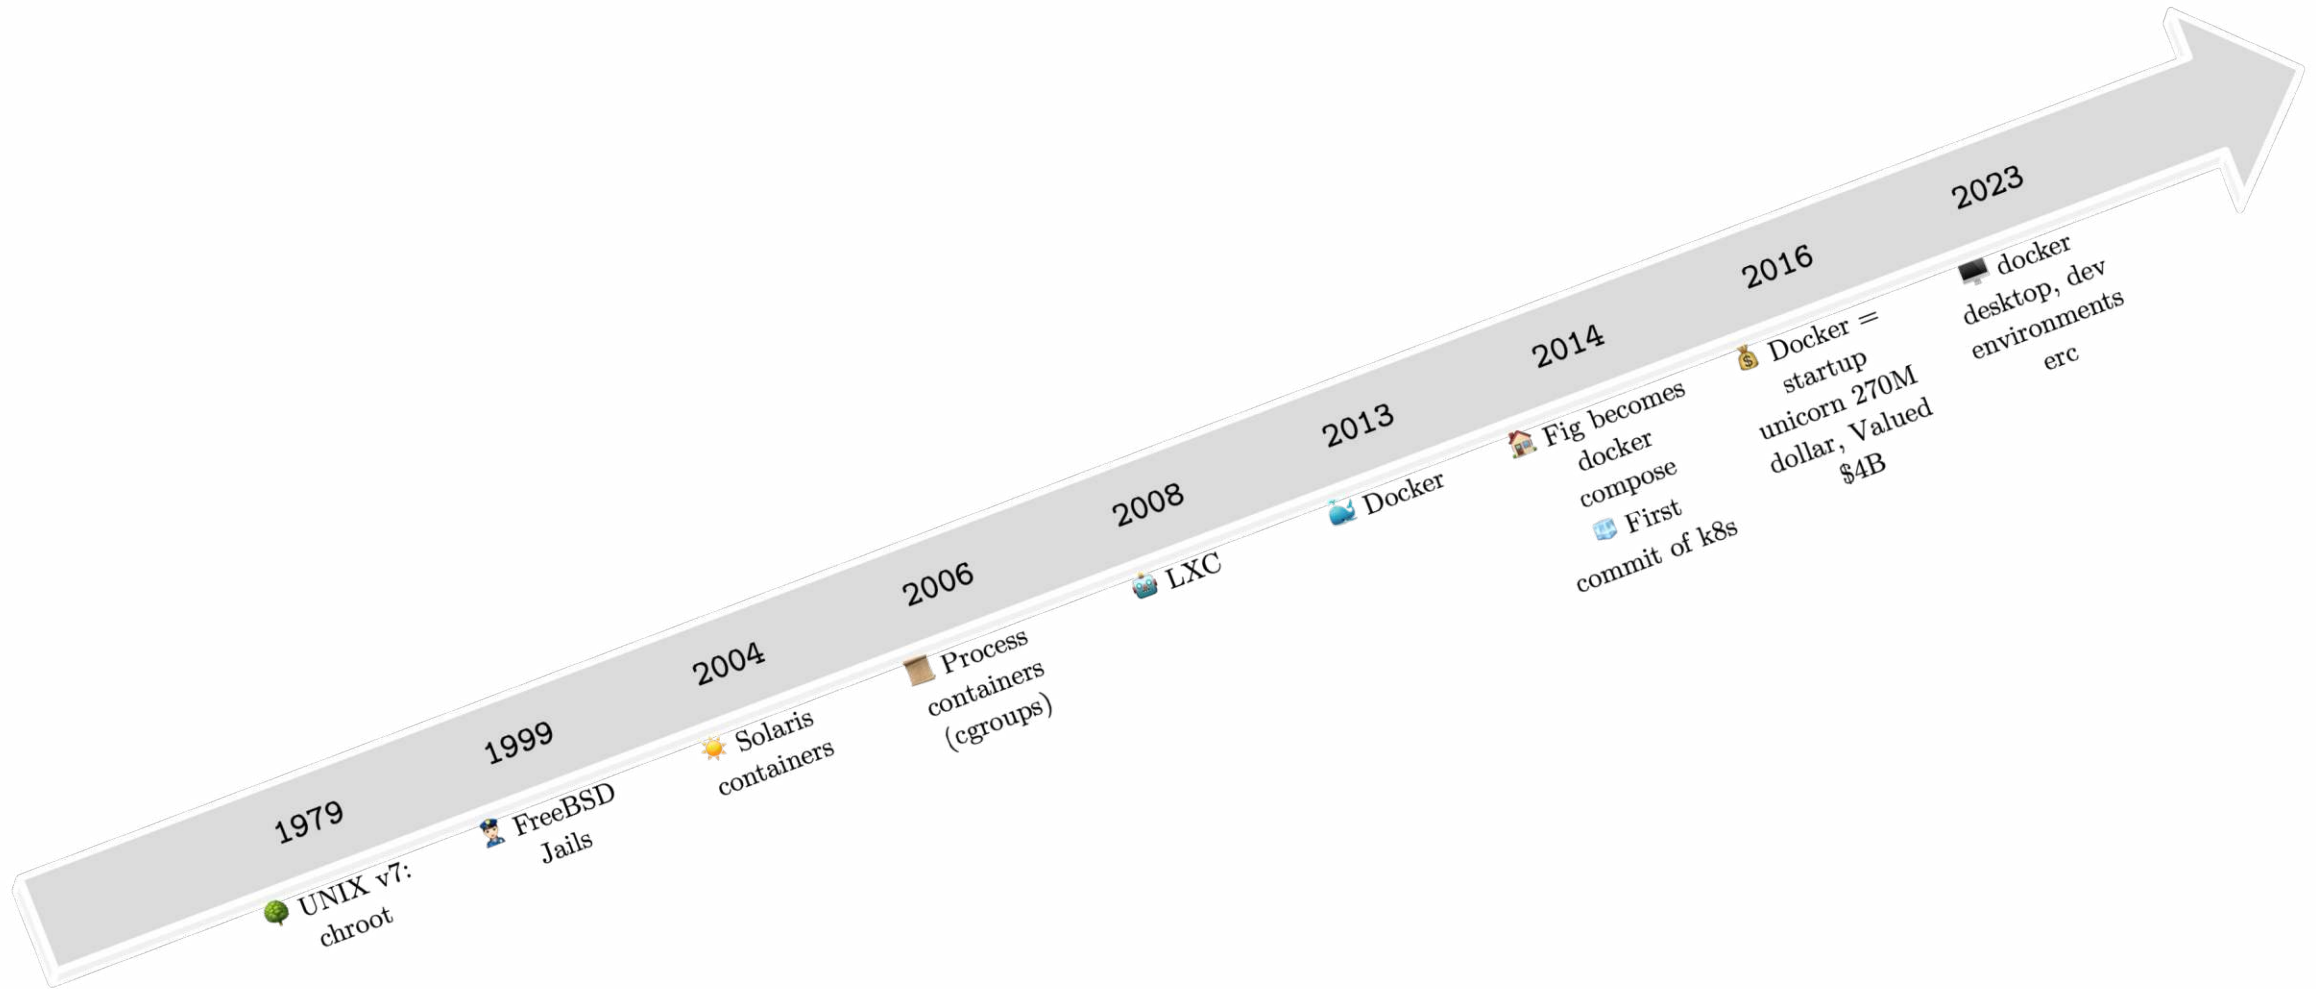 1979
UNIX v7:
chroot
1999
FreeBSD
Jails
2004
Solaris
containers
2006
Process
containers
(cgroups)
2008
LXC
2013
Docker
2014
Fig becomes
docker
compose
First
commit of k8s
2016
Docker =
startup
unicorn 270M
dollar, Valued
$4B
2023
docker
desktop, dev
environments
erc